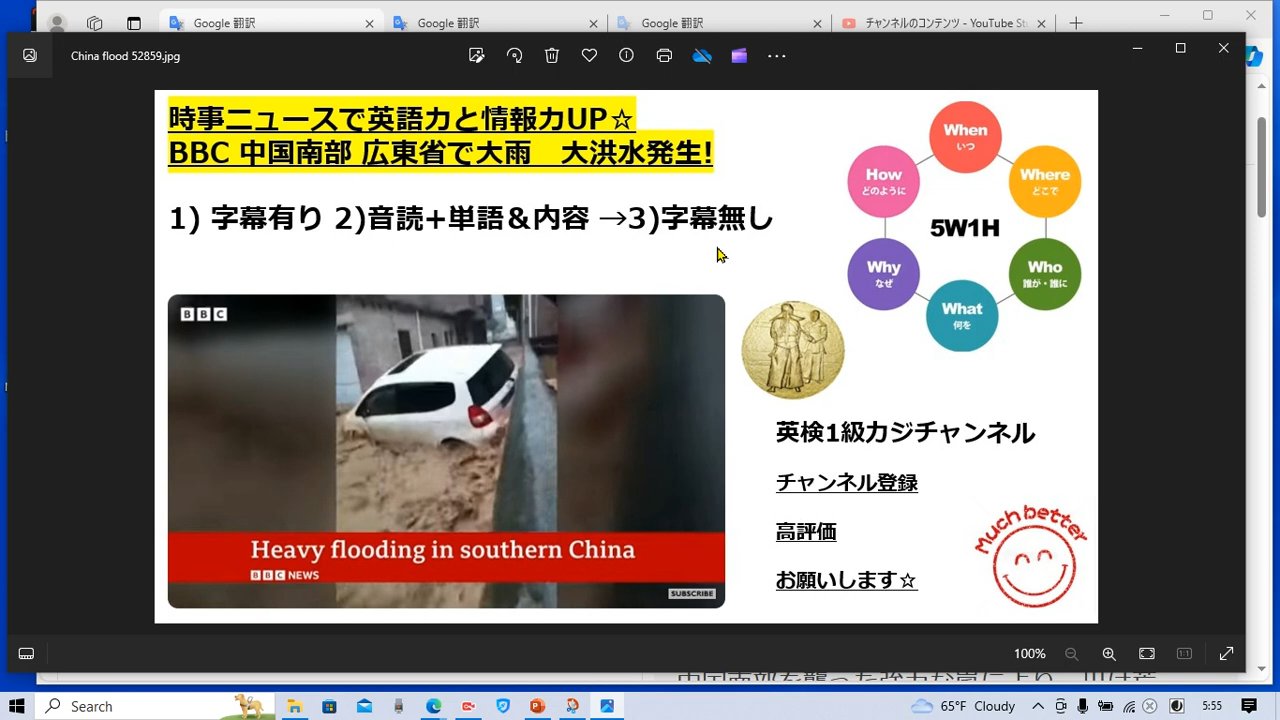 Google 翻訳
Google 翻訳
Google 翻訳
チャンネルのコンテンツ - YouTube St
China flood 52859.jpg
時事ニュースで英語力と情報力UP☆
BBC 中国南部 広東省で大雨　大洪水発生!
1) 字幕有り 2)音読+単語＆内容 →3)字幕無し
When
いつ
How
どのように
Where
どこで
5W1H
Why
なぜ
Who
誰が・誰に
What
何を
BBC
Heavy flooding in southern China
BBC NEWS
SUBSCRIBE
英検1級カジチャンネル
チャンネル登録
高評価
お願いします☆
Much better
100%
1:1
Search
65°F Cloudy
5:55